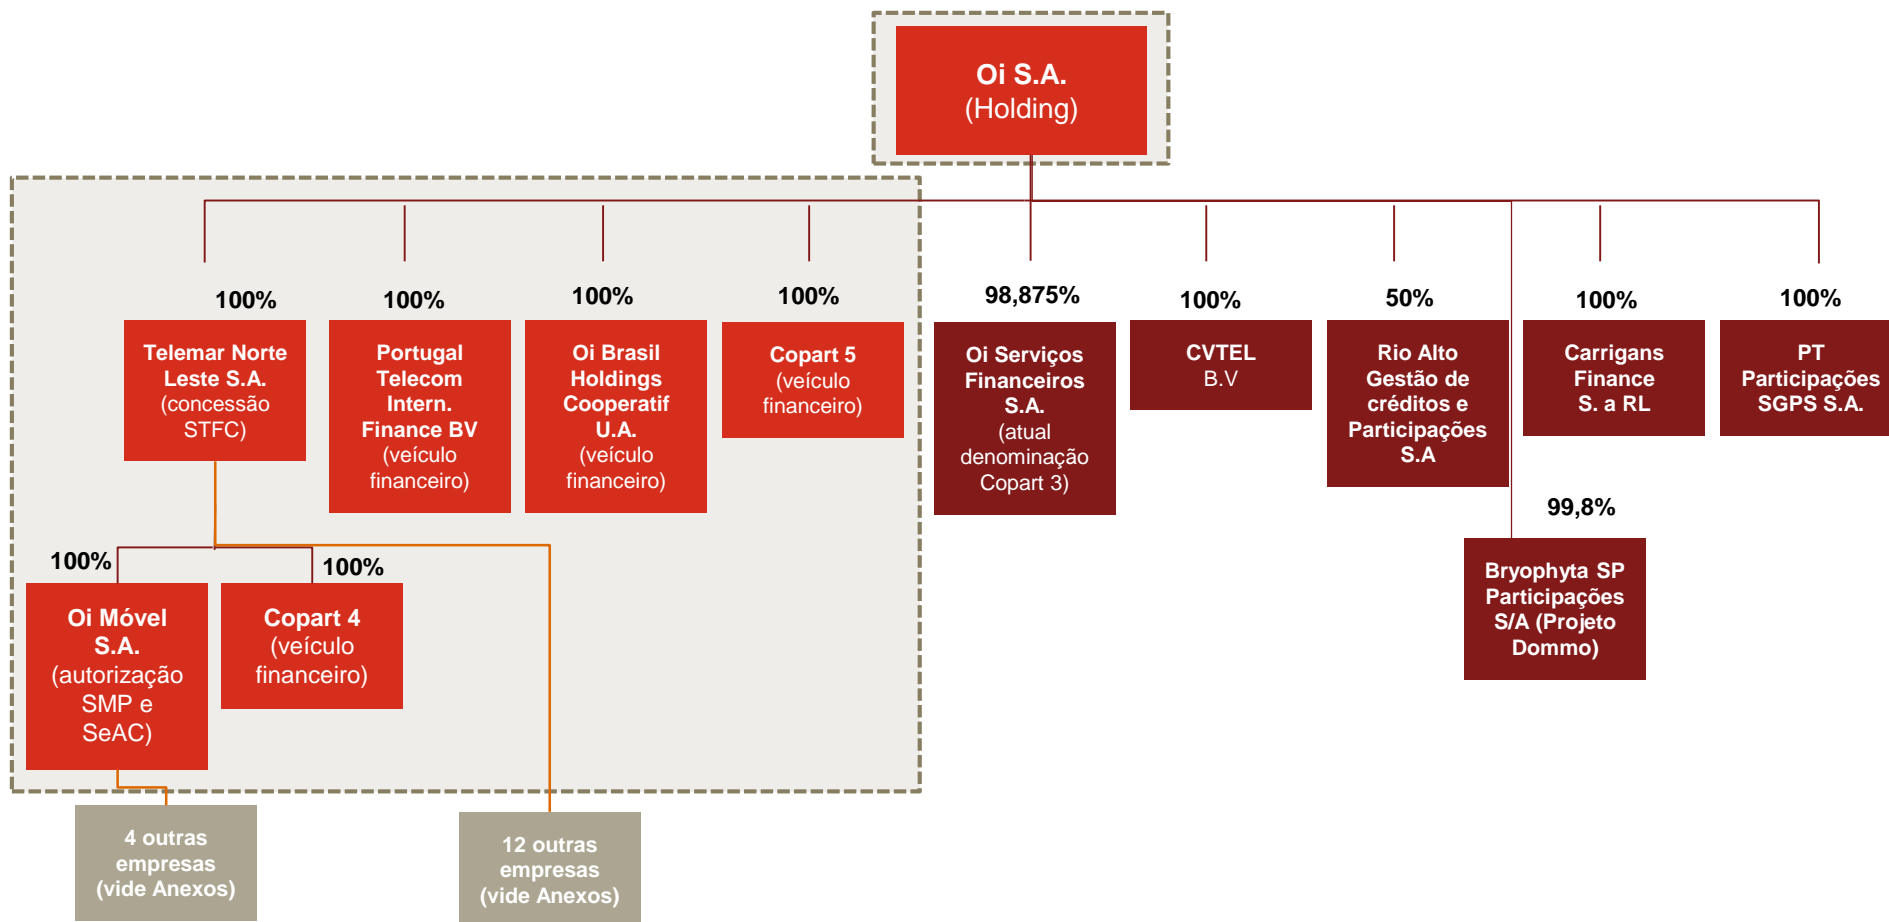 Oi S.A.
(Holding)
100%
Telemar Norte
Leste S.A.
(concessão
STFC)
100%
Portugal
Telecom
Intern.
Finance BV
(veículo
financeiro)
100%
Oi Brasil
Holdings
Cooperatif
U.A.
(veículo
financeiro)
100%
Copart 5
(veículo
financeiro)
98,875%
Oi Serviços
Financeiros
S.A.
(atual
denominação
Copart 3)
100%
CVTEL
B.V
50%
Rio Alto
Gestão de
créditos e
Participações
S.A
100%
Carrigans
Finance
S. a RL
100%
PT
Participações
SGPS S.A.
99,8%
Bryophyta SP
Participações
S/A (Projeto
Dommo)
100%
Oi Móvel
S.A.
(autorização
SMP e
SeAC)
100%
Copart 4
(veículo
financeiro)
4 outras
empresas
(vide Anexos)
12 outras
empresas
(vide Anexos)